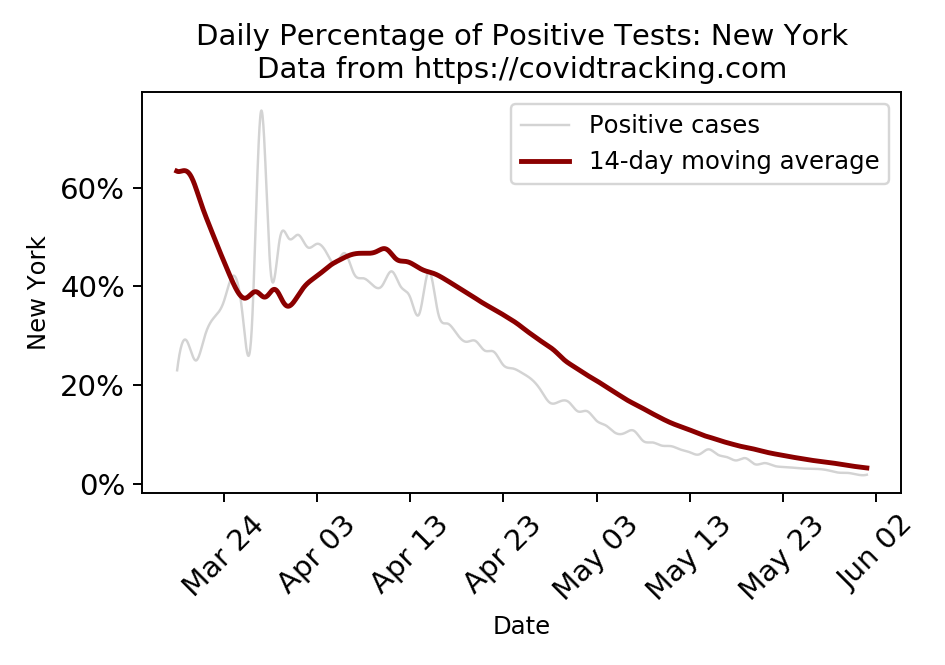 Daily Percentage of Positive Tests: New York
Data from https://covidtracking.com
Positive cases
14-day moving average
New York
60%
40%
20%
0%
Mar 24
Apr 03
Apr 13
Apr 23
May 03
May 13
May 23
Jun 02
Date